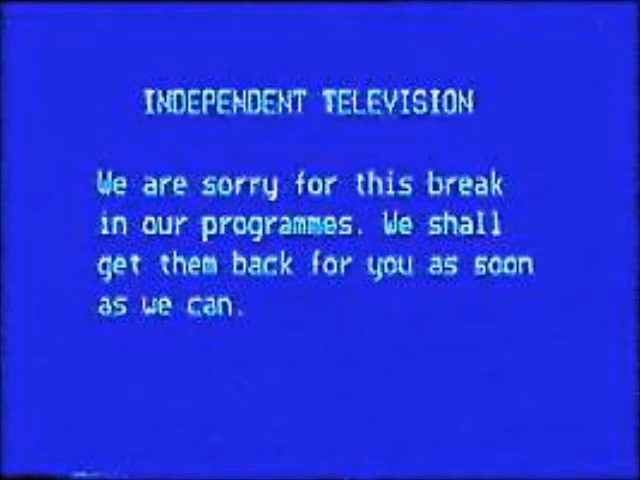 INDEPENDENT TELEVISION
We are sorry for this break
in our programmes. We shall
get them back for you as soon
as we can.